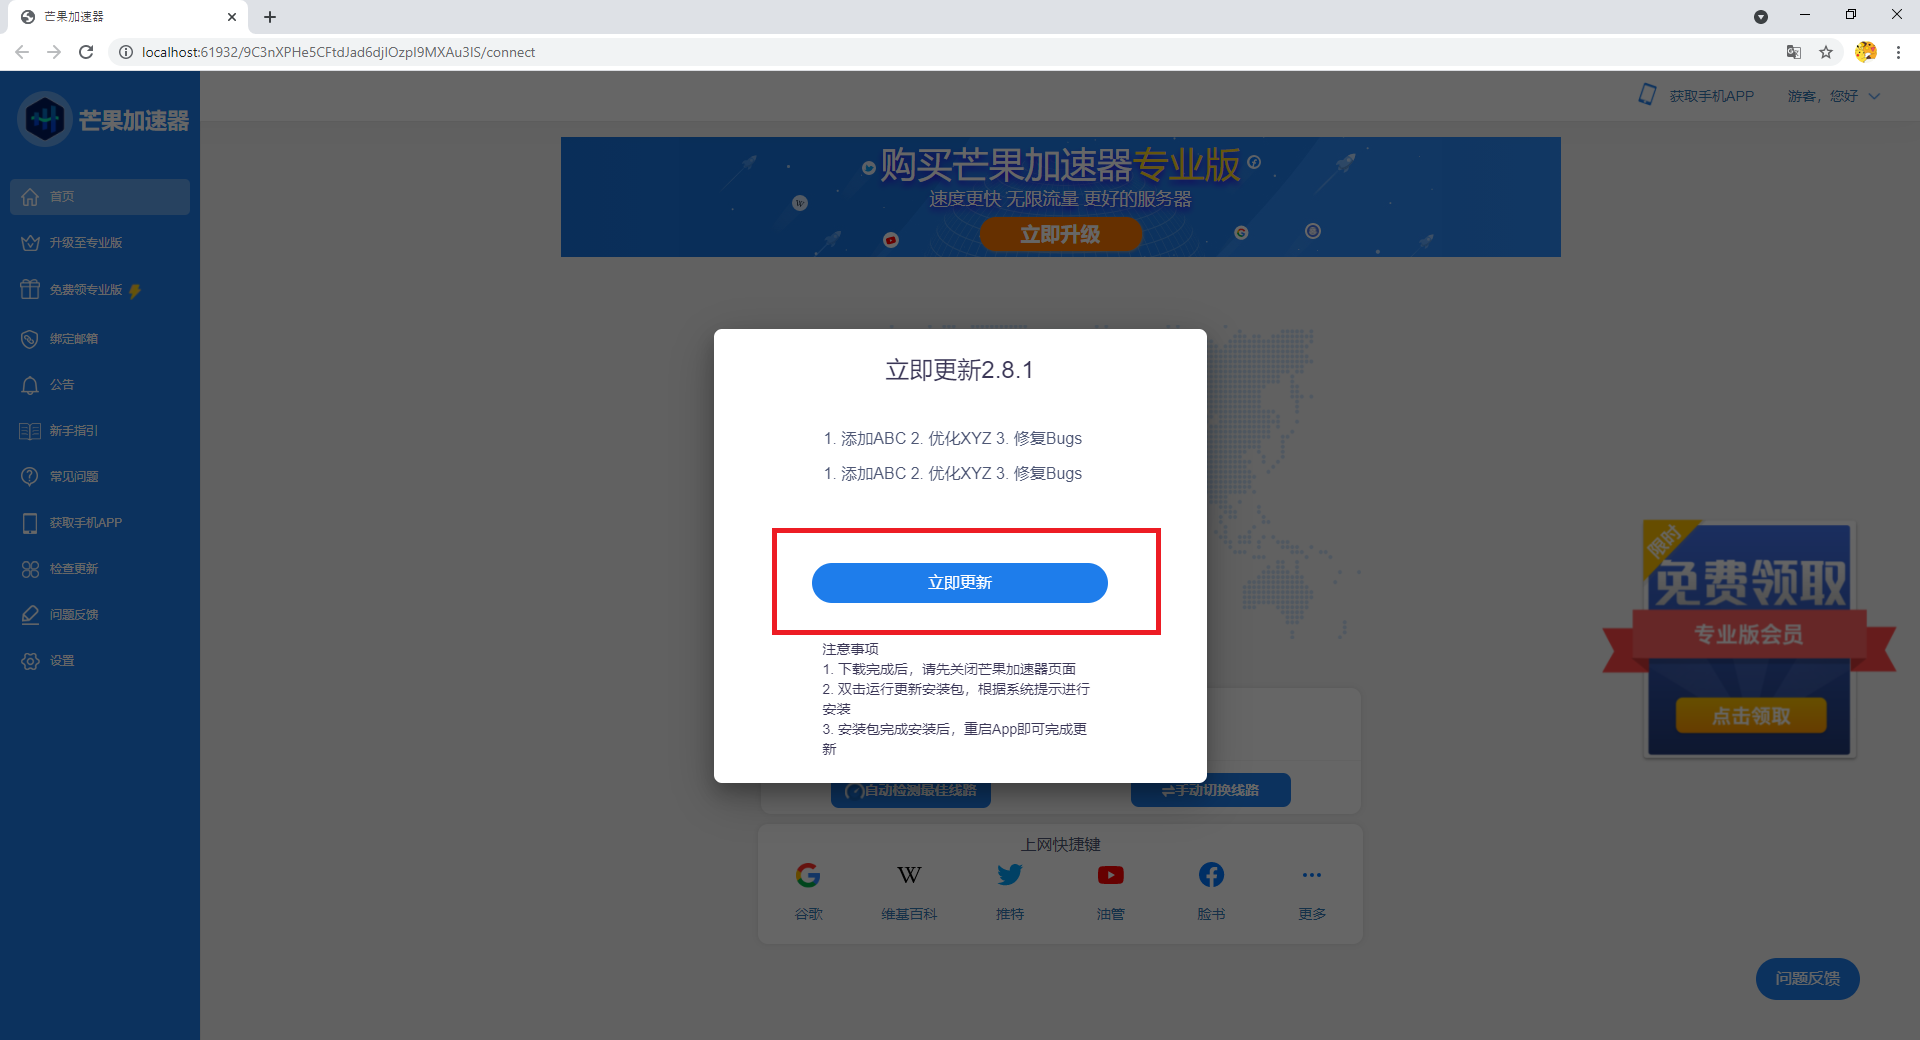 芒果加速器
localhost:61932/9C3nXPHe5CFtdJad6djIOzpI9MXAu3IS/connect
芒果加速器
获取手机APP
游客，您好
首页
升级至专业版
免费领专业版
绑定邮箱
公告
新手指引
常见问题
获取手机APP
检查更新
问题反馈
设置
购买芒果加速器专业版
速度更快 无限流量 更好的服务器
立即升级
立即更新2.8.1
1. 添加ABC 2. 优化XYZ 3. 修复Bugs
1. 添加ABC 2. 优化XYZ 3. 修复Bugs
立即更新
注意事项
1. 下载完成后，请先关闭芒果加速器页面
2. 双击运行更新安装包，根据系统提示进行
安装
3. 安装包完成安装后，重启App即可完成更
新
限时
免费领取
专业版会员
点击领取
自动检测最佳线路
手动切换线路
上网快捷键
W
谷歌
维基百科
推特
油管
脸书
更多
问题反馈